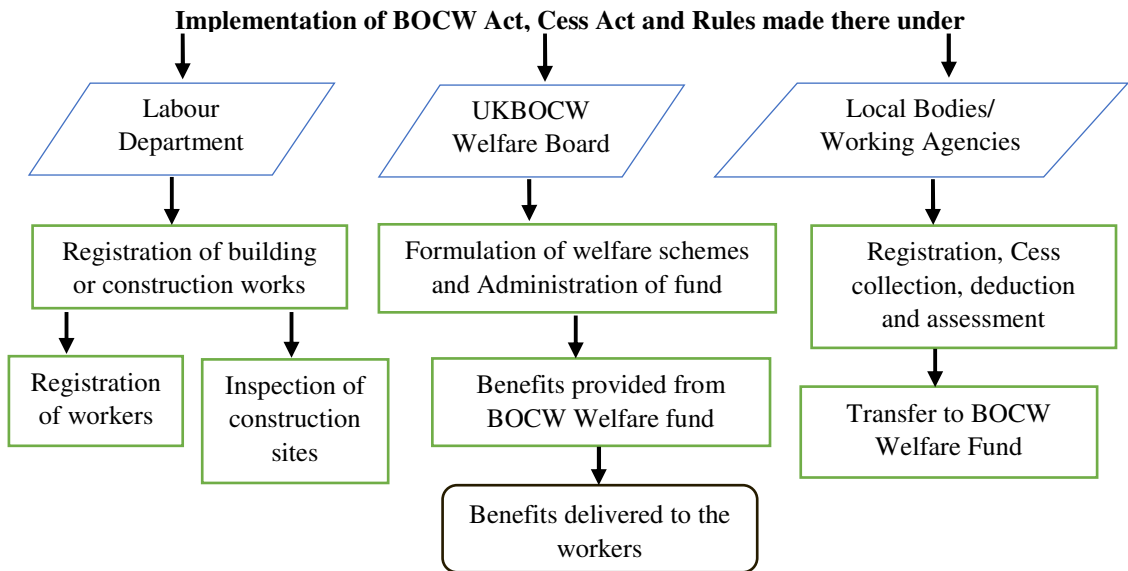 Implementation of BOCW Act, Cess Act and Rules made there under
Labour
Department
UKBOCW
Welfare Board
Local Bodies/
Working Agencies
Registration of building
or construction works
Formulation of welfare schemes
and Administration of fund
Registration, Cess
collection, deduction
and assessment
Registration
of workers
Inspection of
construction
sites
Benefits provided from
BOCW Welfare fund
Transfer to BOCW
Welfare Fund
Benefits delivered to the
workers